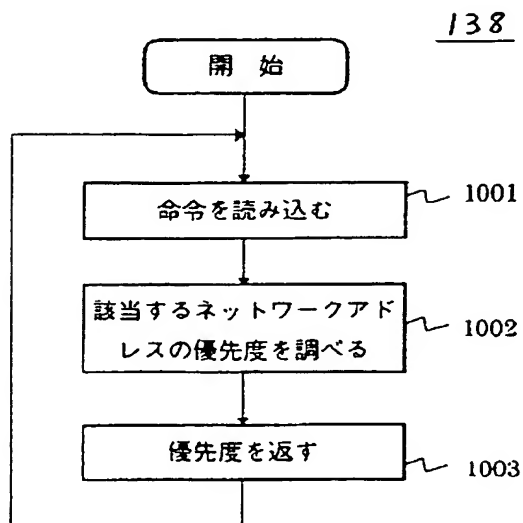 138
開 始
命令を読み込む
1001
該当するネットワークアド
レスの優先度を調べる
1002
優先度を返す
1003